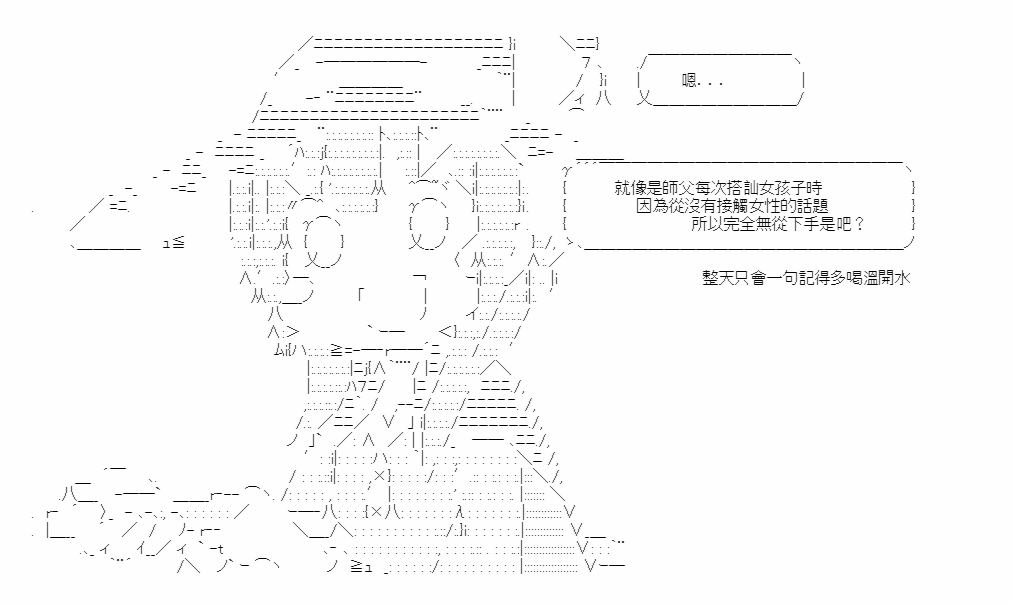 嗯...
就像是師父每次搭訕女孩子時
因為從沒有接觸女性的話題
所以完全無從下手是吧？
整天只會一句記得多喝溫開水